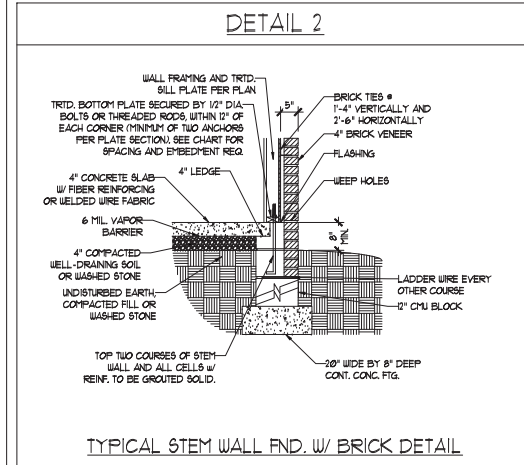 DETAIL 2
WALL FRAMING AND TRTD.
SILL PLATE PER PLAN
TRTD. BOTTOM PLATE SECURED BY 1/2" DIA.
BOLTS OR THREADED RODS, WITHIN 12" OF
EACH CORNER (MINIMUM OF TWO ANCHORS
PER PLATE SECTION). SEE CHART FOR
SPACING AND EMBEDMENT REQ.
4" LEDGE
4" CONCRETE SLAB
W/ FIBER REINFORCING
OR WELDED WIRE FABRIC
6 MIL. VAPOR
BARRIER
4" COMPACTED
WELL-DRAINING SOIL
OR WASHED STONE
UNDISTURBED EARTH,
COMPACTED FILL OR
WASHED STONE
TOP TWO COURSES OF STEM
WALL AND ALL CELLS w/
REINF. TO BE GROUTED SOLID.
5"
BRICK TIES @
1'-4" VERTICALLY AND
2'-6" HORIZONTALLY
4" BRICK VENEER
FLASHING
WEEP HOLES
8"
MIN.
LADDER WIRE EVERY
OTHER COURSE
12" CMU BLOCK
20" WIDE BY 8" DEEP
CONT. CONC. FTG.
TYPICAL STEM WALL FND. W/ BRICK DETAIL